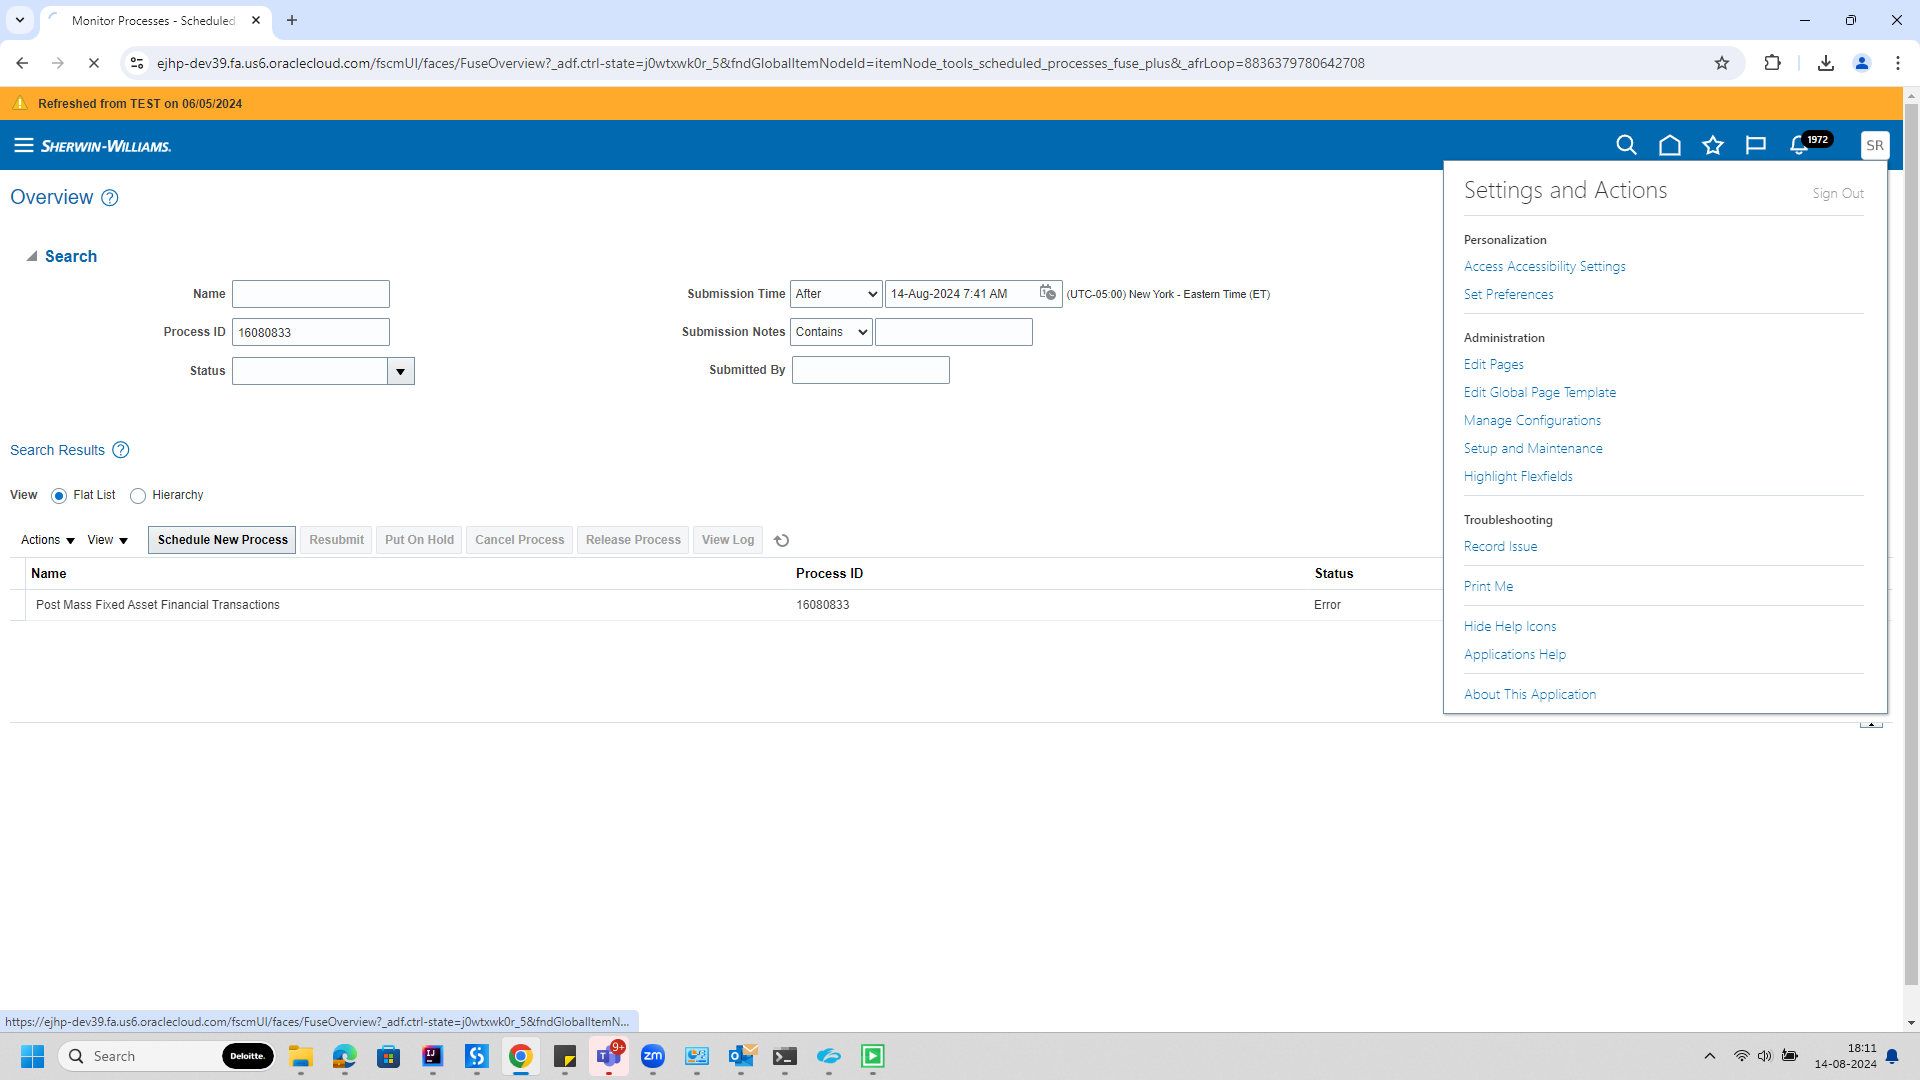 Monitor Processes - Scheduled
ejhp-dev39.fa.us6.oraclecloud.com/fscmUI/faces/FuseOverview?_adf.ctrl-state=j0wtxwk0r_5&fndGlobalItemNodeId=itemNode_tools_scheduled_processes_fuse_plus&_afrLoop=8836379780642708
Refreshed from TEST on 06/05/2024
SHERWIN-WILLIAMS.
1972
SR
Overview
Settings and Actions
Sign Out
Personalization
Access Accessibility Settings
Set Preferences
Administration
Edit Pages
Edit Global Page Template
Manage Configurations
Setup and Maintenance
Highlight Flexfields
Troubleshooting
Record Issue
Print Me
Hide Help Icons
Applications Help
About This Application
Search
Name
Submission Time After 14-Aug-2024 7:41 AM (UTC-05:00) New York - Eastern Time (ET)
Process ID 16080833
Submission Notes Contains
Status
Submitted By
Search Results
View Flat List Hierarchy
Actions View Schedule New Process Resubmit Put On Hold Cancel Process Release Process View Log
Name Process ID Status
Post Mass Fixed Asset Financial Transactions 16080833 Error
https://ejhp-dev39.fa.us6.oraclecloud.com/fscmUI/faces/FuseOverview?_adf.ctrl-state=j0wtxwk0r_5&fndGlobalItemN...
Search
Deloitte.
9+
zm
18:11
14-08-2024